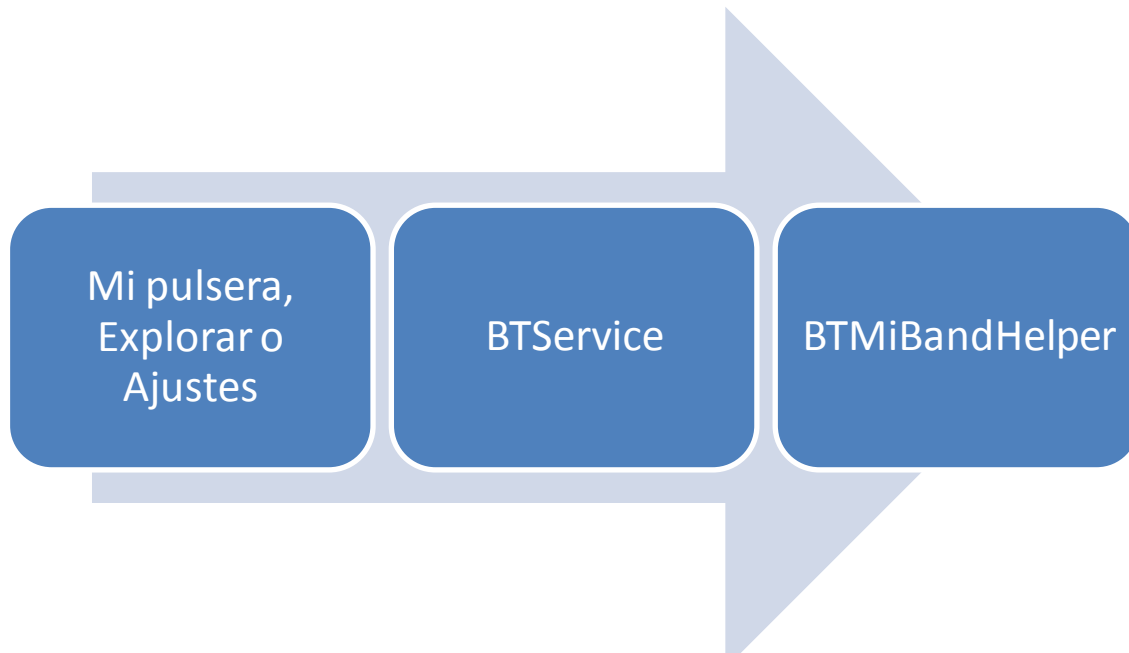 Mi pulsera,
Explorar o
Ajustes
BTService
BTMiBandHelper